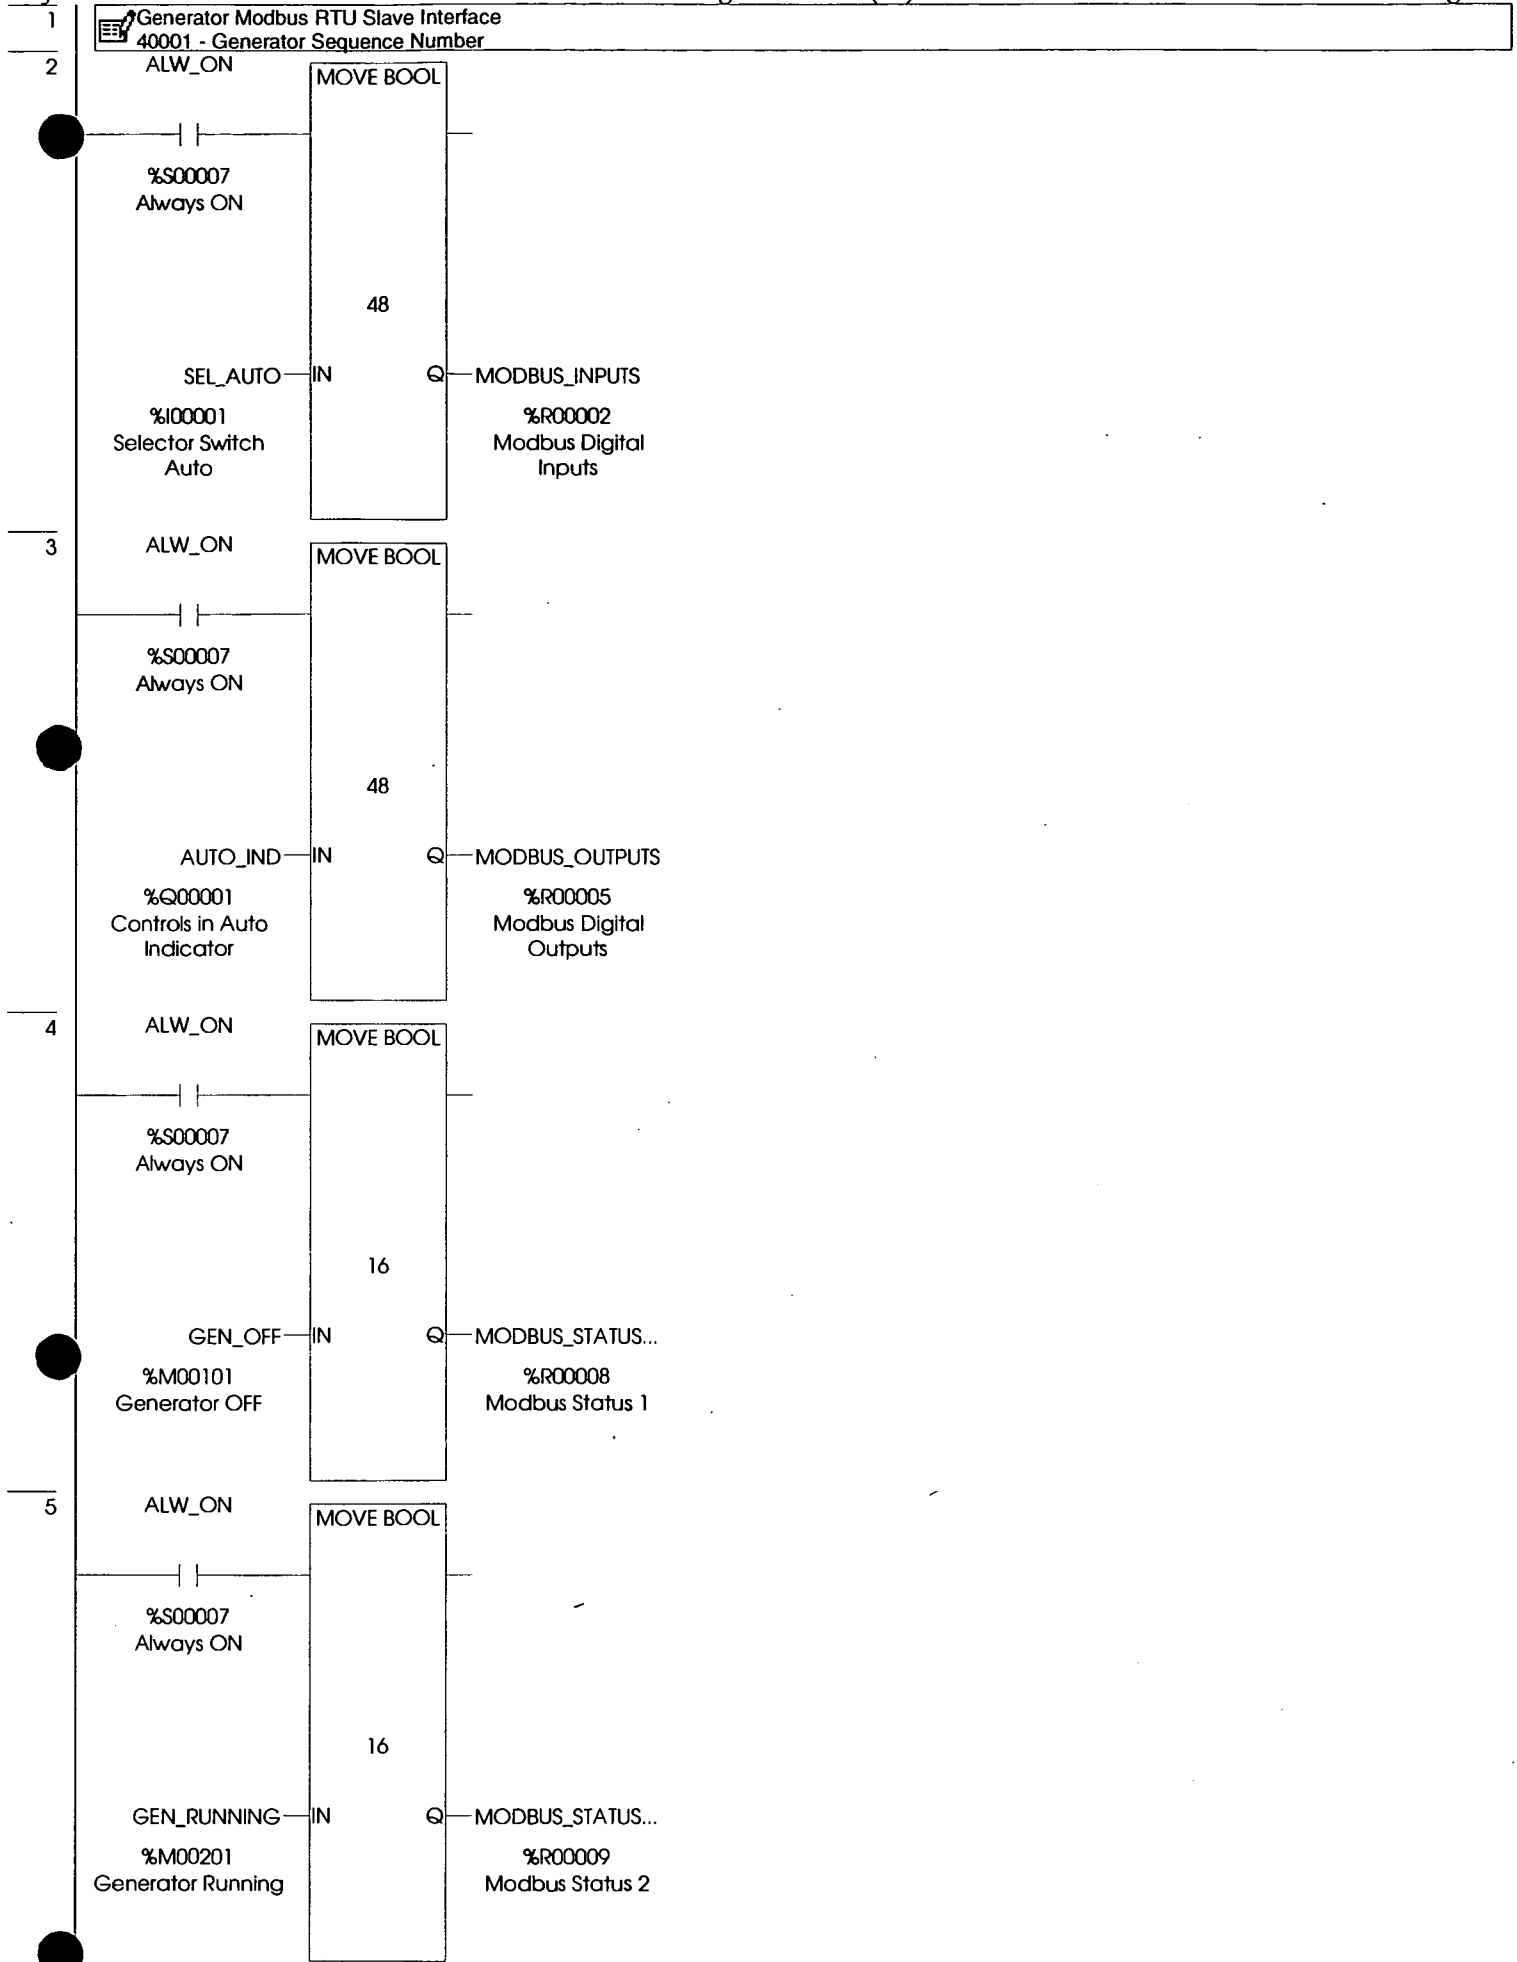 1
Generator Modbus RTU Slave Interface
40001 - Generator Sequence Number
2
ALW_ON
MOVE BOOL
%S00007
Always ON
48
SEL_AUTO
IN
Q
MODBUS_INPUTS
%I00001
Selector Switch
Auto
%R00002
Modbus Digital
Inputs
3
ALW_ON
MOVE BOOL
%S00007
Always ON
48
AUTO_IND
IN
Q
MODBUS_OUTPUTS
%Q00001
Controls in Auto
Indicator
%R00005
Modbus Digital
Outputs
4
ALW_ON
MOVE BOOL
%S00007
Always ON
16
GEN_OFF
IN
Q
MODBUS_STATUS...
%M00101
Generator OFF
%R00008
Modbus Status 1
5
ALW_ON
MOVE BOOL
%S00007
Always ON
16
GEN_RUNNING
IN
Q
MODBUS_STATUS...
%M00201
Generator Running
%R00009
Modbus Status 2